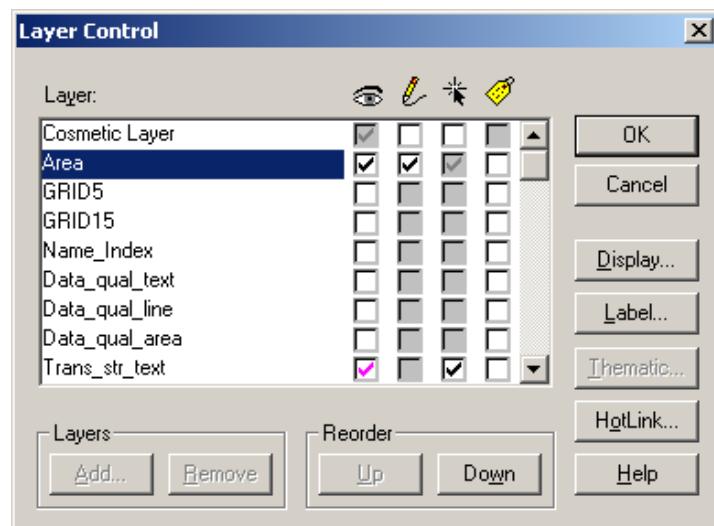 Layer Control
Layer:
Cosmetic Layer
Area
GRID5
GRID15
Name_Index
Data_qual_text
Data_qual_line
Data_qual_area
Trans_str_text
OK
Cancel
Display...
Label...
Thematic...
HotLink...
Help
Layers
Add...
Remove
Reorder
Up
Down